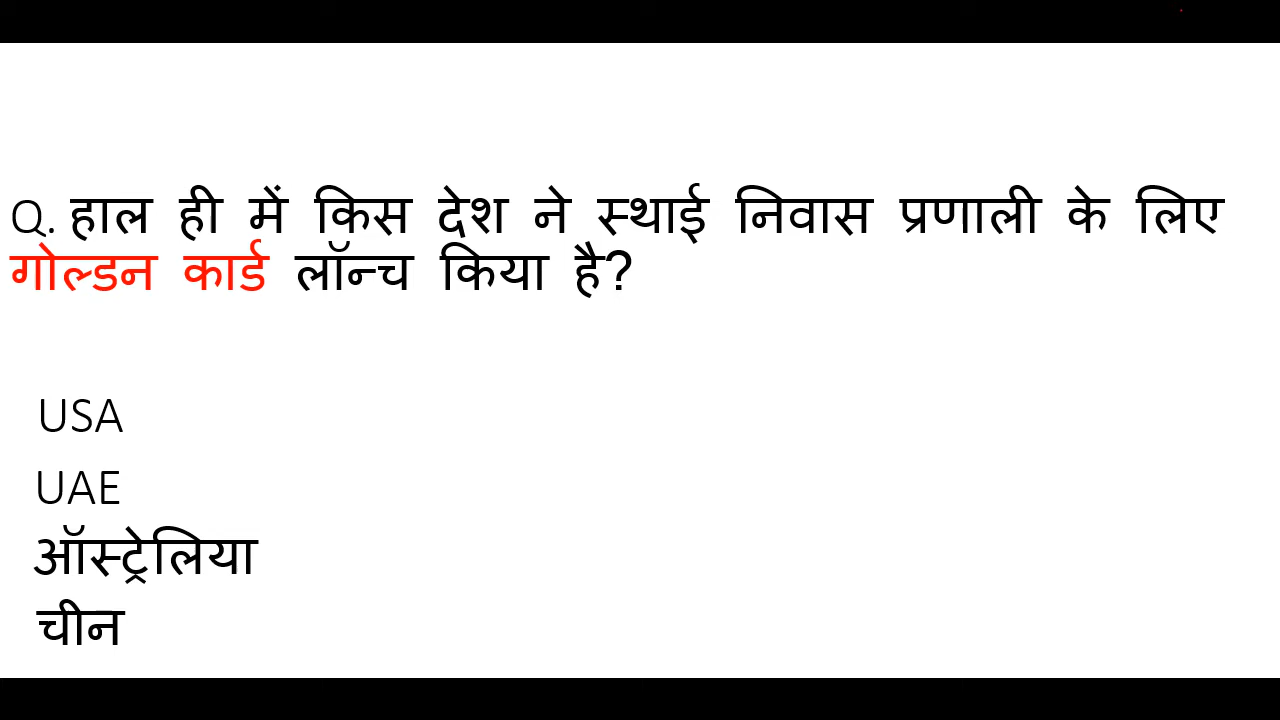 Q. हाल ही में किस देश ने स्थाई निवास प्रणाली के लिए
गोल्डन कार्ड लॉन्च किया है?
USA
UAE
ऑस्ट्रेलिया
चीन